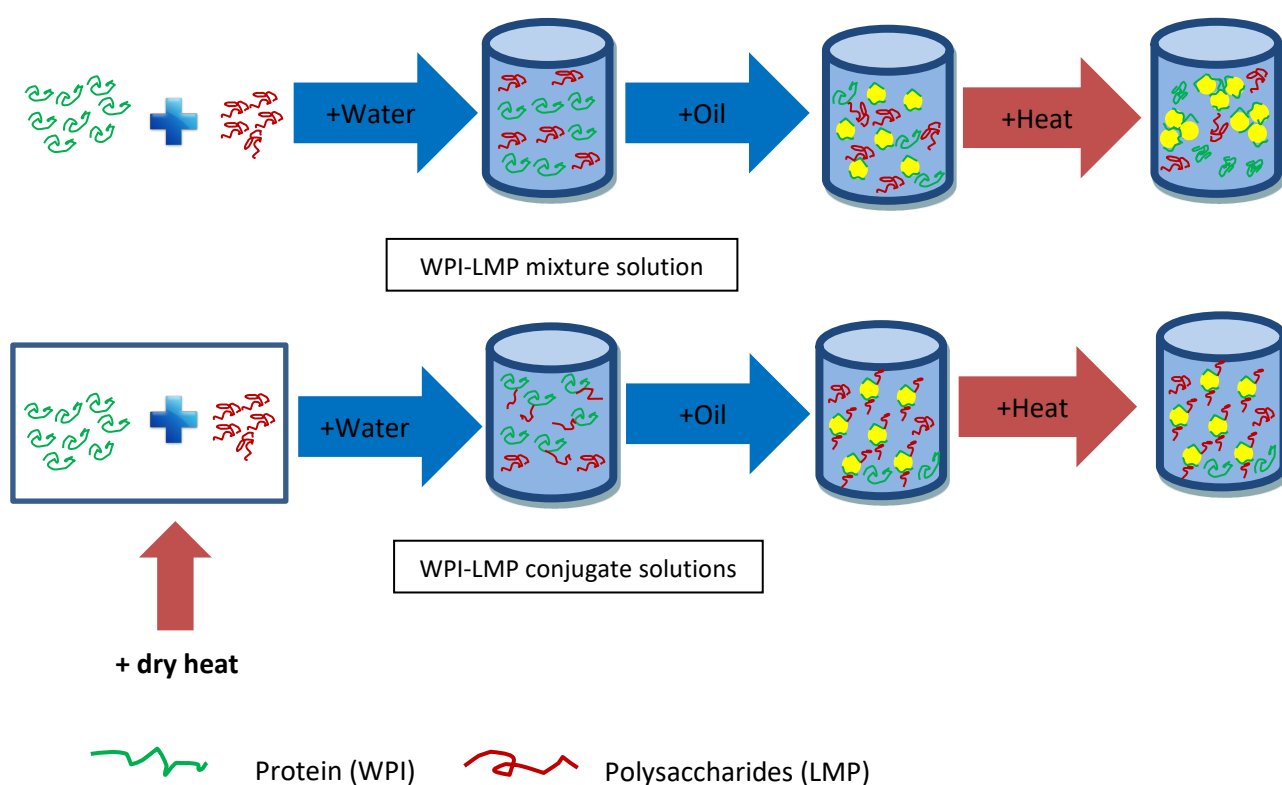 +Water
+Oil
+Heat
WPI-LMP mixture solution
+Water
+Oil
+Heat
WPI-LMP conjugate solutions
+ dry heat
Protein (WPI)
Polysaccharides (LMP)